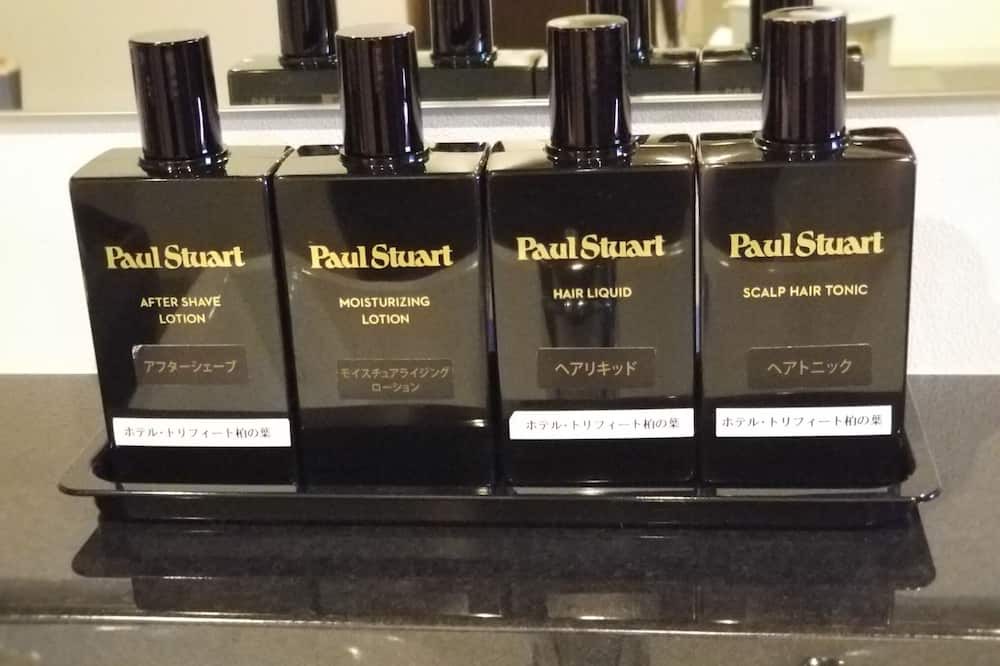 Paul Stuart
AFTER SHAVE
LOTION
アフターシェーブ
ホテル・トリフィート柏の葉
Paul Stuart
MOISTURIZING
LOTION
モイスチュアライジング
ローション
Paul Stuart
HAIR LIQUID
ヘアリキッド
ホテル・トリフィート柏の葉
Paul Stuart
SCALP HAIR TONIC
ヘアトニック
ホテル・トリフィート柏の葉